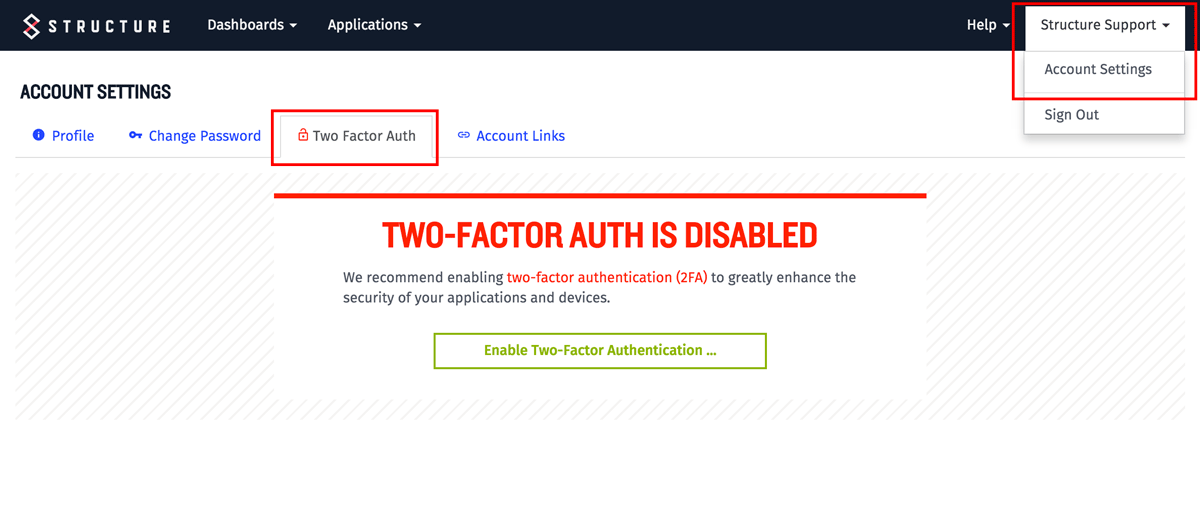 STRUCTURE Dashboards Applications Help Structure Support
Account Settings
Sign Out
ACCOUNT SETTINGS
Profile Change Password Two Factor Auth Account Links
TWO-FACTOR AUTH IS DISABLED
We recommend enabling two-factor authentication (2FA) to greatly enhance the
security of your applications and devices.
Enable Two-Factor Authentication ...